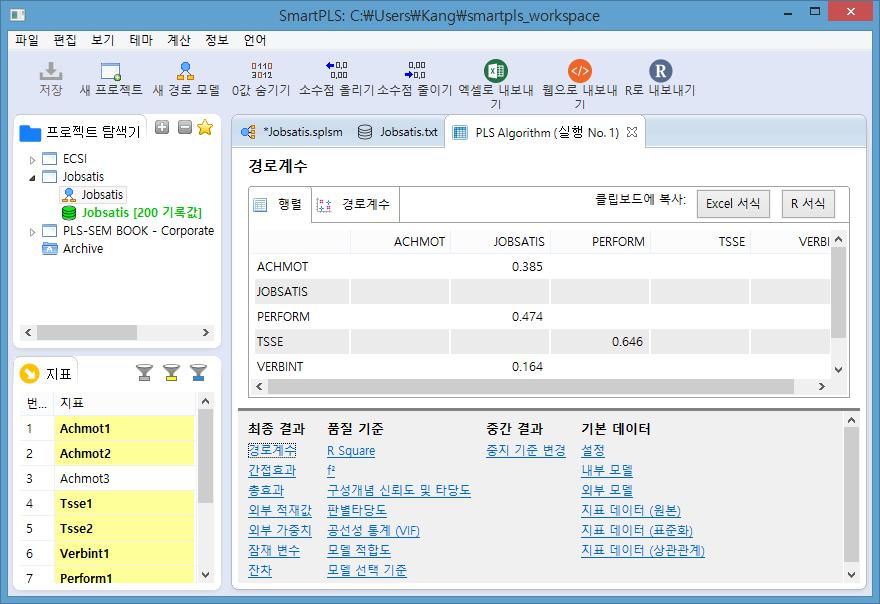 SmartPLS: C:₩Users₩Kang₩smartpls_workspace
파일 편집 보기 테마 계산 정보 언어
저장 새 프로젝트 새 경로 모델 0값 숨기기 소수점 올리기 소수점 줄이기 엑셀로 내보내기 웹으로 내보내기 R로 내보내기
프로젝트 탐색기
ECSI
Jobsatis
Jobsatis
Jobsatis [200 기록값]
PLS-SEM BOOK - Corporate
Archive
지표
번... 지표
1 Achmot1
2 Achmot2
3 Achmot3
4 Tsse1
5 Tsse2
6 Verbint1
7 Perform1
*Jobsatis.splsm Jobsatis.txt PLS Algorithm (실행 No. 1)
경로계수
행렬 경로계수 클립보드에 복사: Excel 서식 R 서식
ACHMOT JOBSATIS PERFORM TSSE VERBI
ACHMOT 0.385
JOBSATIS
PERFORM 0.474
TSSE 0.646
VERBINT 0.164
최종 결과 품질 기준 중간 결과 기본 데이터
경로계수 R Square 중지 기준 변경 설정
간접효과 f² 내부 모델
총효과 구성개념 신뢰도 및 타당도 외부 모델
외부 적재값 판별타당도 지표 데이터 (원본)
외부 가중치 공선성 통계 (VIF) 지표 데이터 (표준화)
잠재 변수 모델 적합도 지표 데이터 (상관관계)
잔차 모델 선택 기준